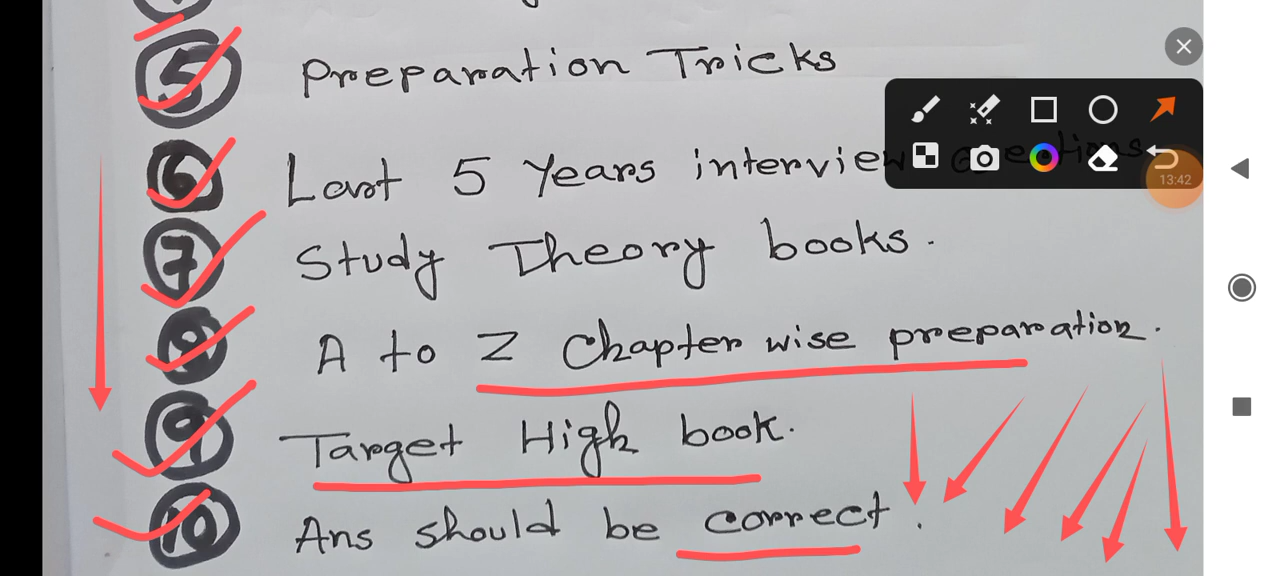 5 Preparation Tricks
6 Last 5 Years interview
13:42
7 Study Theory books.
8 A to Z Chapter wise preparation.
9 Target High book.
10 Ans should be correct.